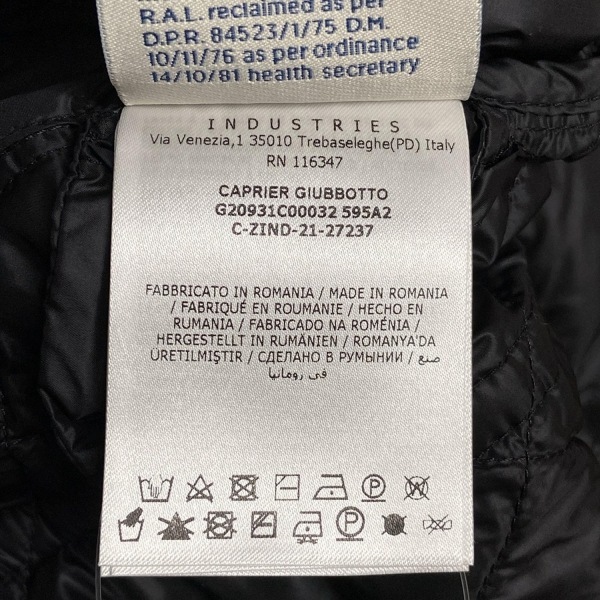 R.A.L. reclaimed as per
D.P.R. 84523/1/75 D.M.
10/11/76 as per ordinance
14/10/81 health secretary
INDUSTRIES
Via Venezia,1 35010 Trebaseleghe(PD) Italy
RN 116347
CAPRIER GIUBBOTTO
G20931C00032 595A2
C-ZIND-21-27237
FABBRICATO IN ROMANIA / MADE IN ROMANIA
/ FABRIQUÉ EN ROUMANIE / HECHO EN
RUMANIA / FABRICADO NA ROMÉNIA /
HERGESTELLT IN RUMÄNIEN / ROMANYA'DA
ÜRETILMIŞTIR / СДЕЛАНО В РУМЫНИИ / صنع
في رومانيا